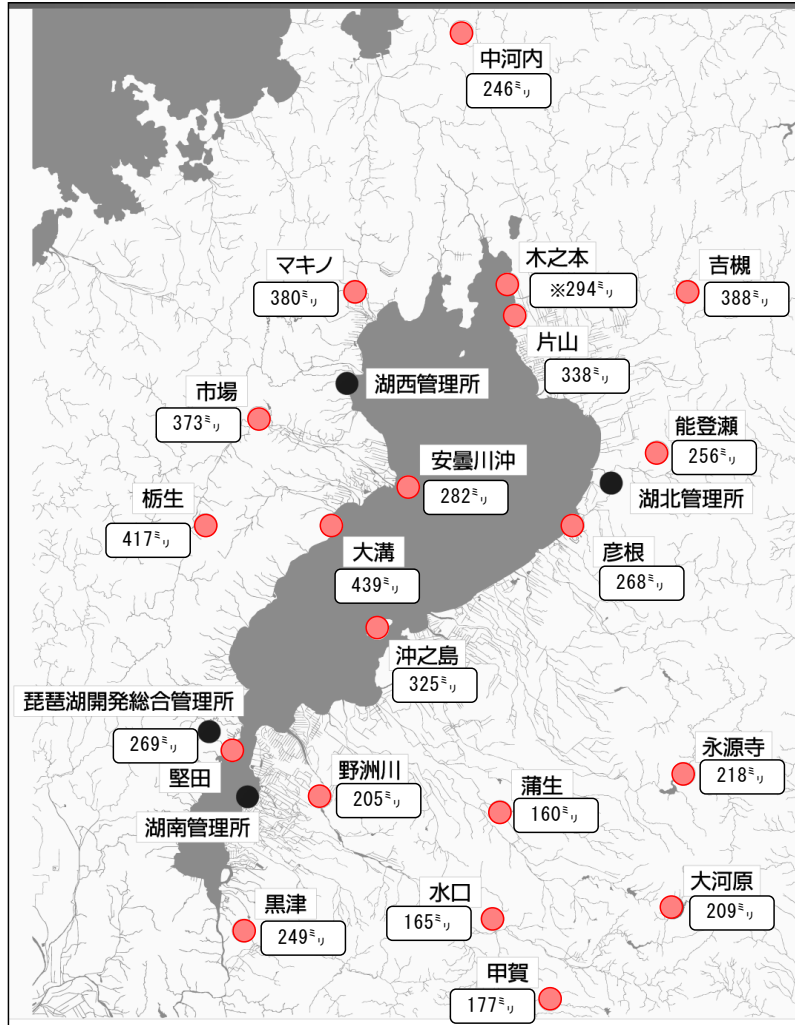 中河内
246ミリ
マキノ
380ミリ
木之本
※294ミリ
吉槻
388ミリ
片山
338ミリ
湖西管理所
市場
373ミリ
能登瀬
256ミリ
安曇川沖
282ミリ
湖北管理所
栃生
417ミリ
大溝
439ミリ
彦根
268ミリ
沖之島
325ミリ
琵琶湖開発総合管理所
269ミリ
堅田
湖南管理所
野洲川
205ミリ
蒲生
160ミリ
永源寺
218ミリ
黒津
249ミリ
水口
165ミリ
大河原
209ミリ
甲賀
177ミリ